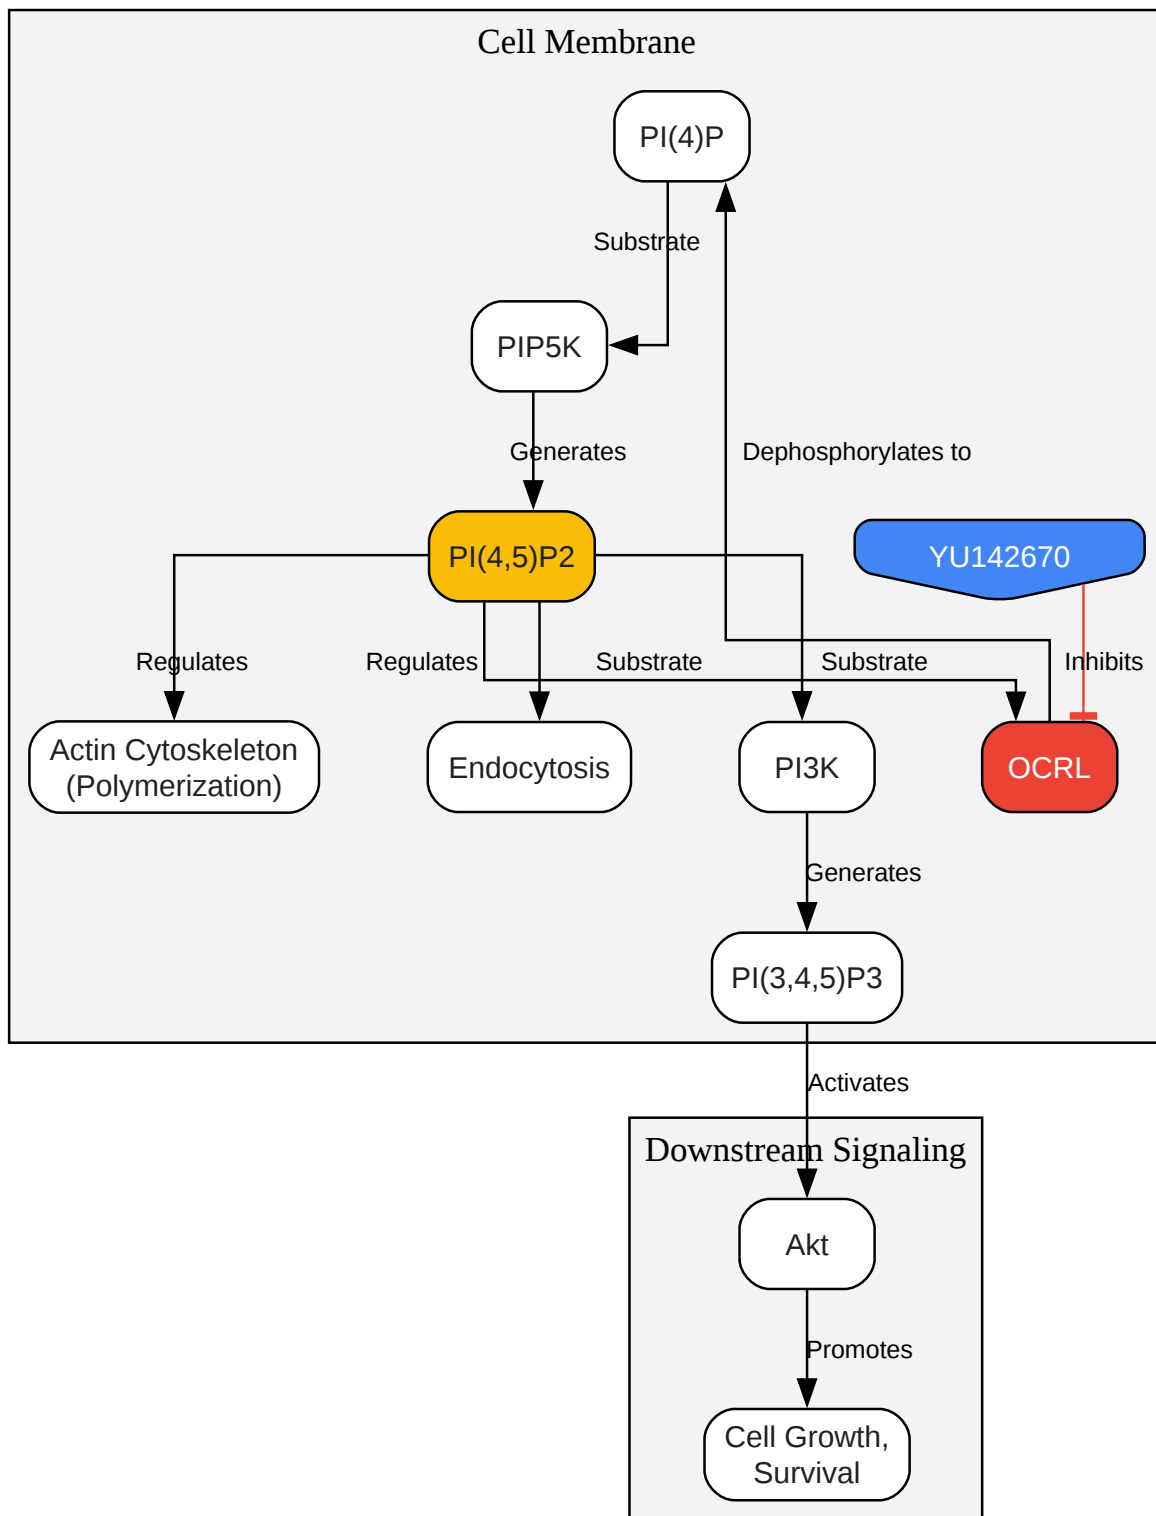 Cell Membrane
PI(4)P
Substrate
PIP5K
Generates
Dephosphorylates to
PI(4,5)P2
YU142670
Regulates
Regulates
Substrate
Substrate
Inhibits
Actin Cytoskeleton
(Polymerization)
Endocytosis
PI3K
OCRL
Generates
PI(3,4,5)P3
Activates
Downstream Signaling
Akt
Promotes
Cell Growth,
Survival